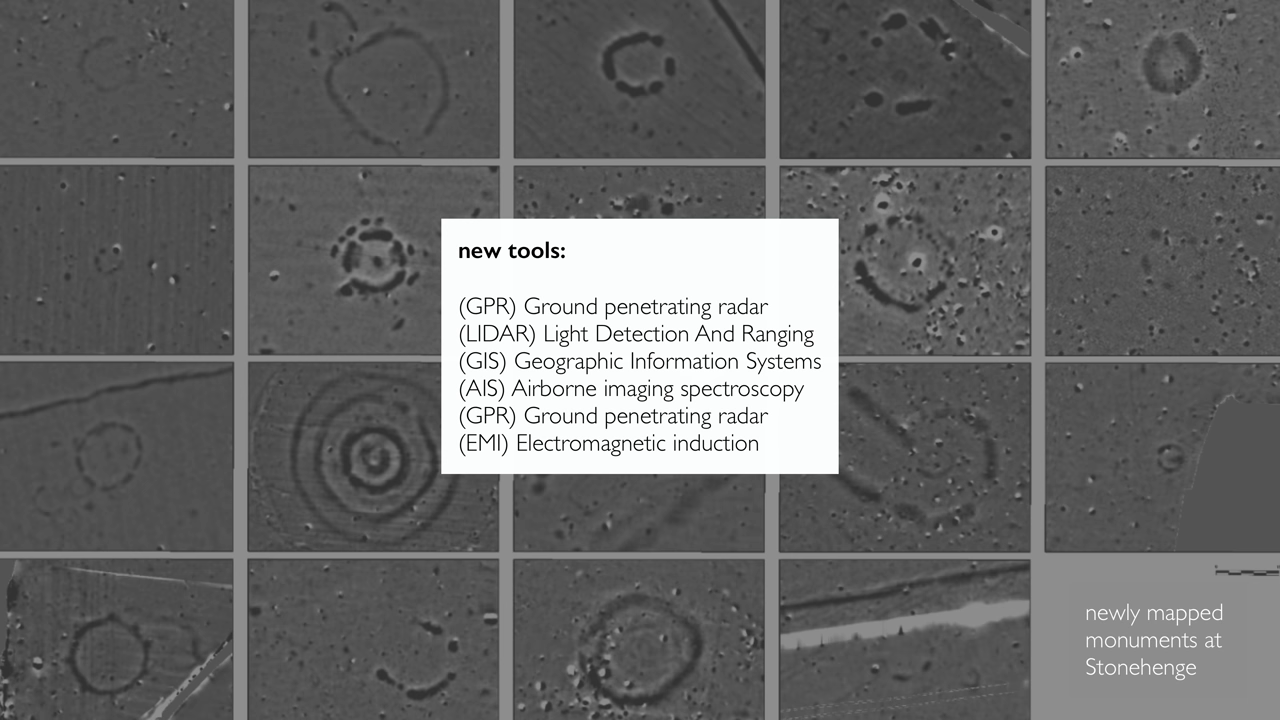 new tools:
(GPR) Ground penetrating radar
(LIDAR) Light Detection And Ranging
(GIS) Geographic Information Systems
(AIS) Airborne imaging spectroscopy
(GPR) Ground penetrating radar
(EMI) Electromagnetic induction
newly mapped
monuments at
Stonehenge